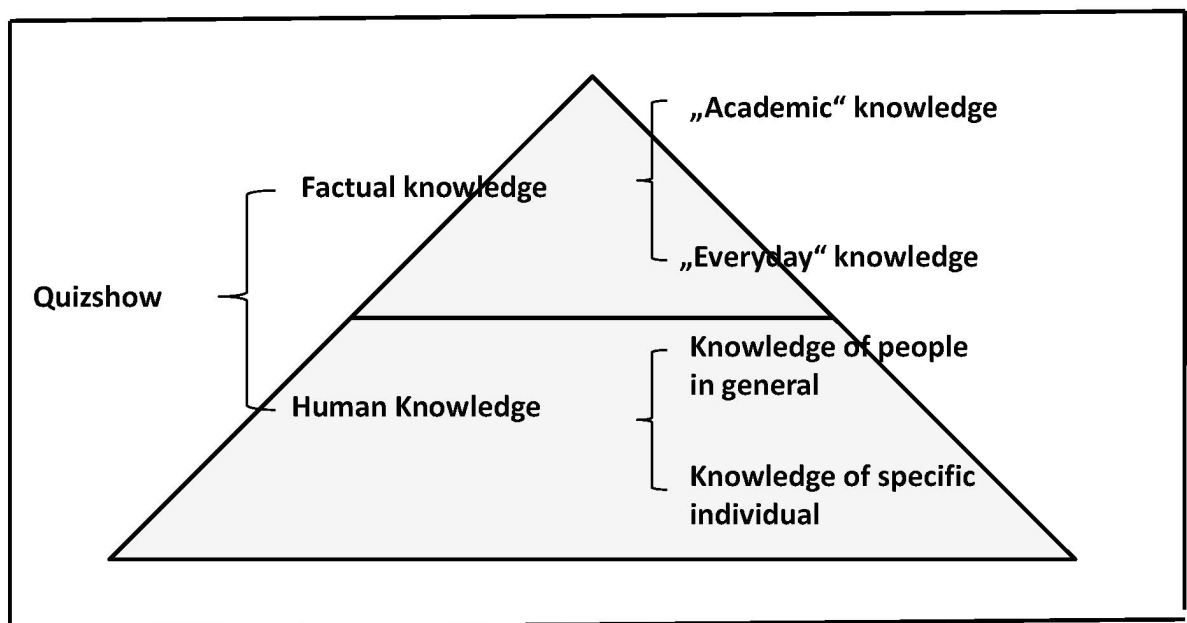 „Academic“ knowledge
Factual knowledge
„Everyday“ knowledge
Quizshow
Knowledge of people
in general
Human Knowledge
Knowledge of specific
individual